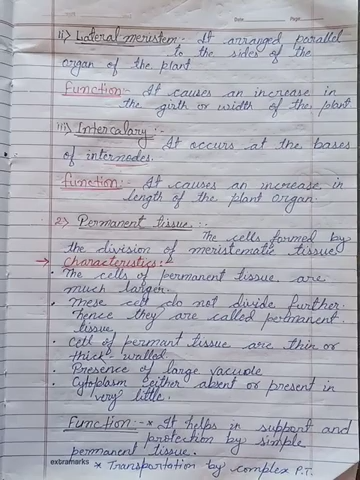 Date Page
ii) Lateral meristem:- It arranged parallel
to the sides of the
organ of the plant
Function:- It causes an increase in
the girth or width of the plant
iii) Intercalary:- It occurs at the bases
of internodes.
Function:- It causes an increase in
length of the plant organ.
2) Permanent tissue:-
The cells formed by
the division of meristematic tissue
→ Characteristics:-
• The cells of permanent tissue are
much larger.
• These cell do not divide further.
hence they are called permanent
tissue
• Cell of permant tissue are thin or
thick-walled.
• Presence of large vacuole
• Cytoplasm either absent or present in
very little.
Function:-* It helps in support and
protection by simple
permanent tissue.
extramarks * Transportation by complex P.T.